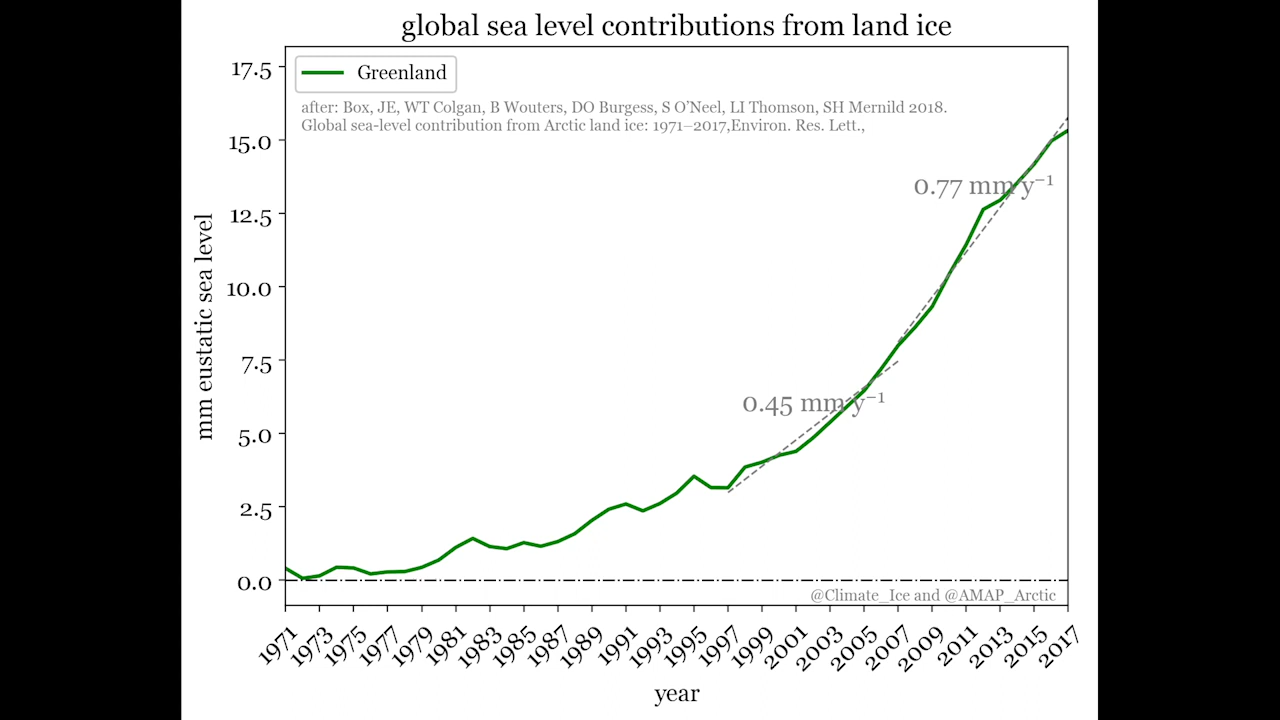 global sea level contributions from land ice
Greenland
after: Box, JE, WT Colgan, B Wouters, DO Burgess, S O'Neel, LI Thomson, SH Mernild 2018.
Global sea-level contribution from Arctic land ice: 1971–2017,Environ. Res. Lett.,
17.5
15.0
12.5
10.0
7.5
5.0
2.5
0.0
mm eustatic sea level
0.77 mm y⁻¹
0.45 mm y⁻¹
@Climate_Ice and @AMAP_Arctic
1971 1973 1975 1977 1979 1981 1983 1985 1987 1989 1991 1993 1995 1997 1999 2001 2003 2005 2007 2009 2011 2013 2015 2017
year